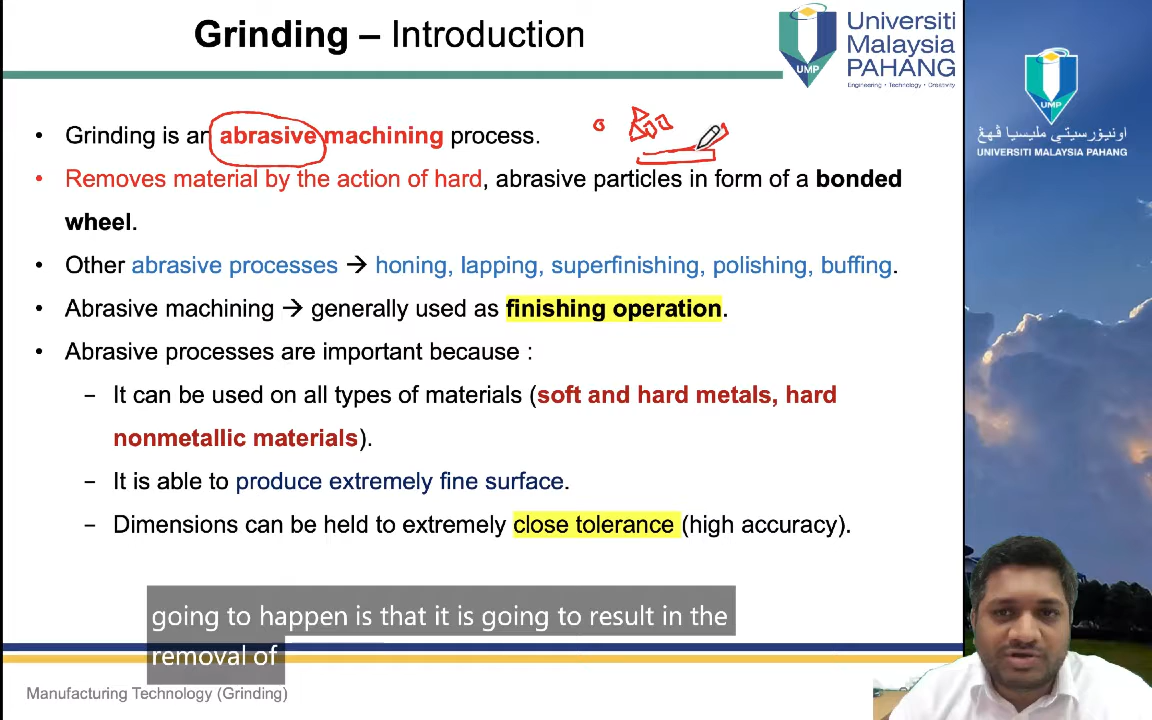 Grinding – Introduction
Universiti
Malaysia
PAHANG
Engineering • Technology • Creativity
UMP
UMP
اونيۏرسيتي مليسيا ڤهڠ
UNIVERSITI MALAYSIA PAHANG
• Grinding is an abrasive machining process.
• Removes material by the action of hard, abrasive particles in form of a bonded
wheel.
• Other abrasive processes → honing, lapping, superfinishing, polishing, buffing.
• Abrasive machining → generally used as finishing operation.
• Abrasive processes are important because :
– It can be used on all types of materials (soft and hard metals, hard
nonmetallic materials).
– It is able to produce extremely fine surface.
– Dimensions can be held to extremely close tolerance (high accuracy).
going to happen is that it is going to result in the
removal of
Manufacturing Technology (Grinding)